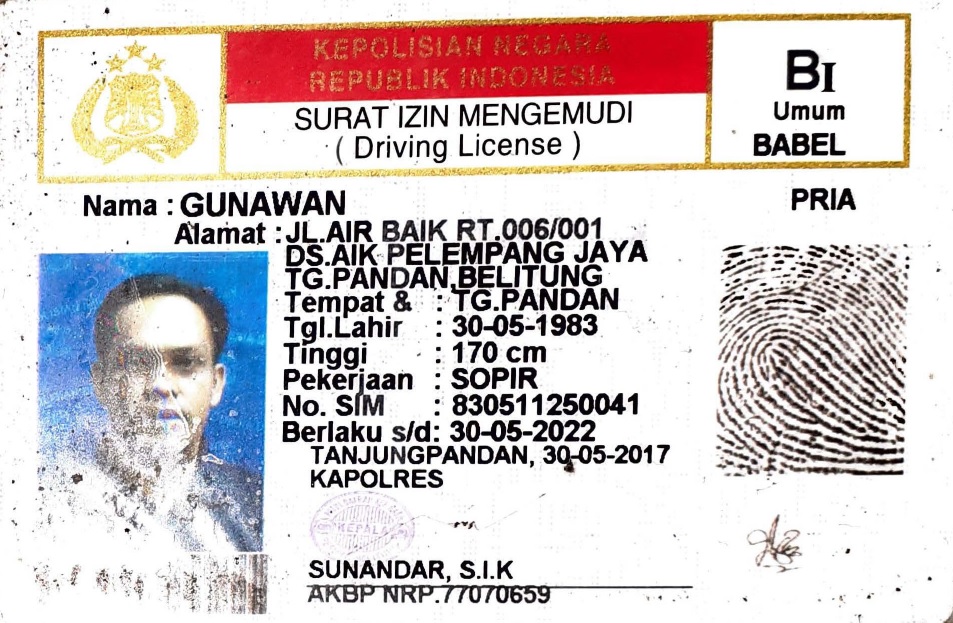 KEPOLISIAN NEGARA
REPUBLIK INDONESIA
SURAT IZIN MENGEMUDI
( Driving License )
BI
Umum
BABEL
Nama : GUNAWAN
PRIA
Alamat : JL.AIR BAIK RT.006/001
DS.AIK PELEMPANG JAYA
TG.PANDAN,BELITUNG
Tempat & : TG.PANDAN
Tgl.Lahir : 30-05-1983
Tinggi : 170 cm
Pekerjaan : SOPIR
No. SIM : 830511250041
Berlaku s/d: 30-05-2022
TANJUNGPANDAN, 30-05-2017
KAPOLRES
KEPALA
SUNANDAR, S.I.K
AKBP NRP.77070659